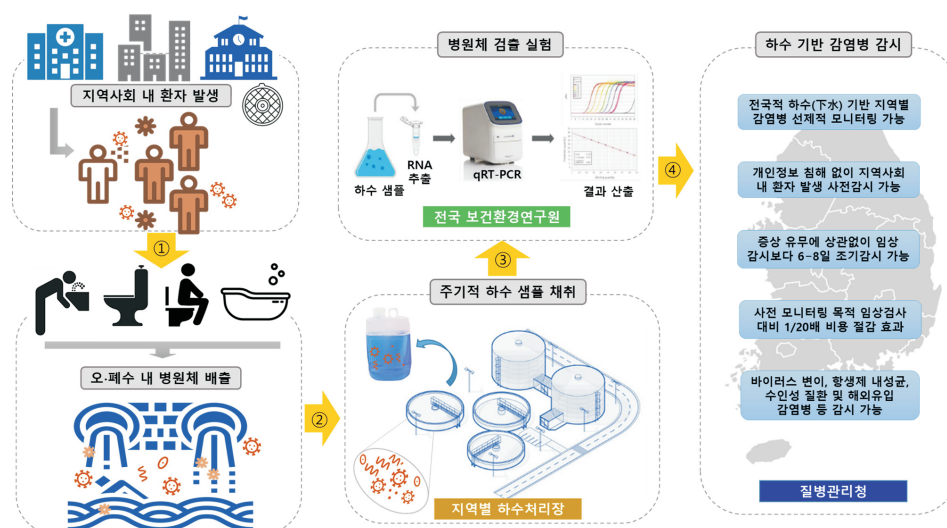 지역사회 내 환자 발생
①
오·폐수 내 병원체 배출
②
주기적 하수 샘플 채취
지역별 하수처리장
③
병원체 검출 실험
하수 샘플
RNA
추출
qRT-PCR
결과 산출
전국 보건환경연구원
④
하수 기반 감염병 감시
전국적 하수(下水) 기반 지역별
감염병 선제적 모니터링 가능
개인정보 침해 없이 지역사회
내 환자 발생 사전감시 가능
증상 유무에 상관없이 임상
감시보다 6–8일 조기감시 가능
사전 모니터링 목적 임상검사
대비 1/20배 비용 절감 효과
바이러스 변이, 항생제 내성균,
수인성 질환 및 해외유입
감염병 등 감시 가능
질병관리청